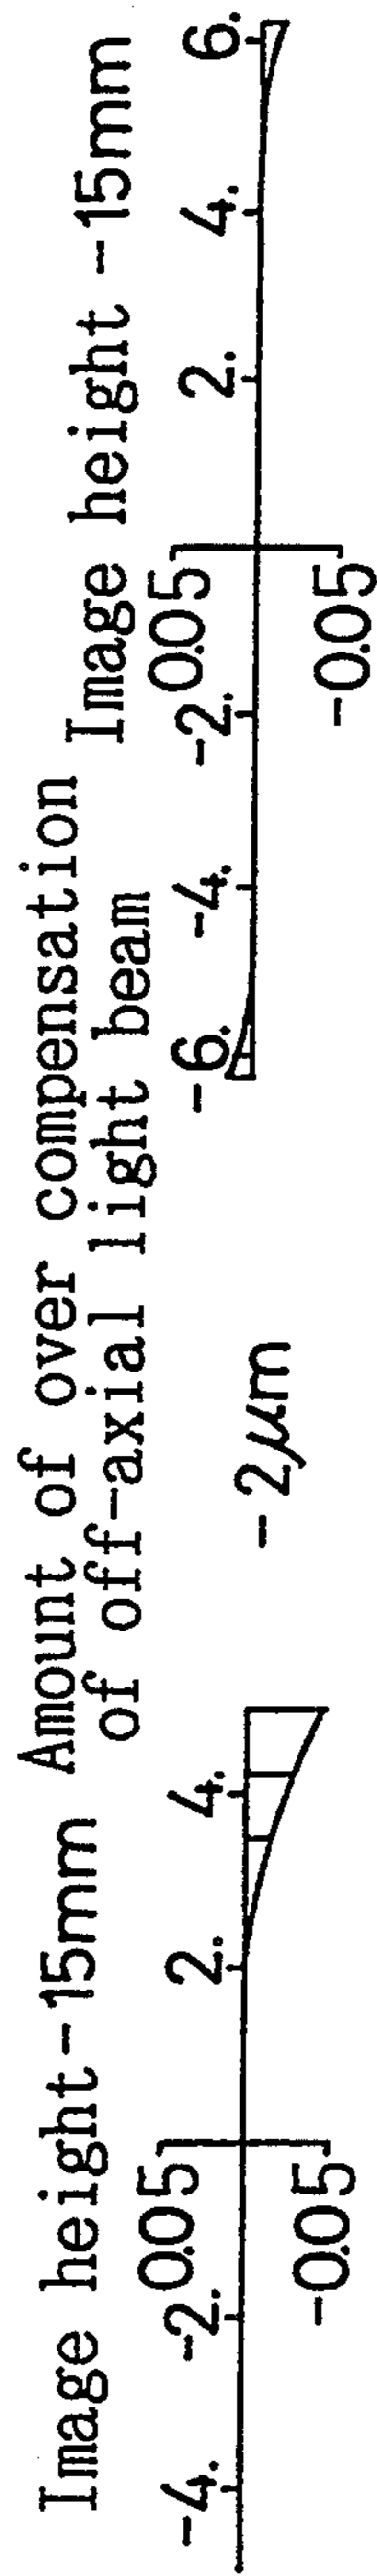 Image height -15mm
0.05
-4. -2. 2. 4.
-0.05
Amount of over compensation
of off-axial light beam
-2μm
Image height -15mm
0.05
-6. -4. -2. 2. 4. 6.
-0.05